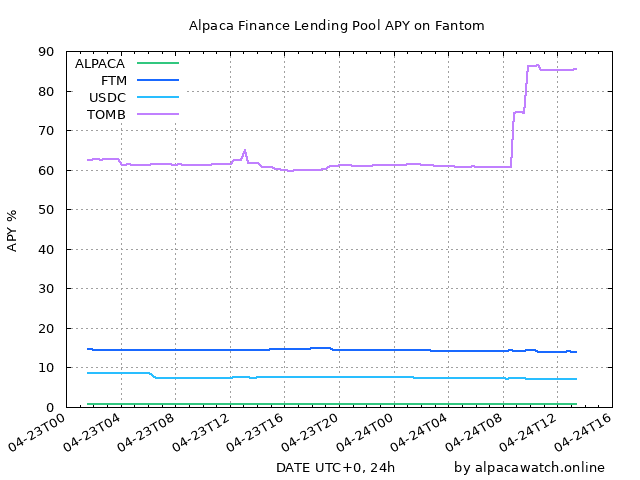 Alpaca Finance Lending Pool APY on Fantom
90
80
70
60
50
40
30
20
10
0
APY %
ALPACA
FTM
USDC
TOMB
04-23T00
04-23T04
04-23T08
04-23T12
04-23T16
04-23T20
04-24T00
04-24T04
04-24T08
04-24T12
04-24T16
DATE UTC+0, 24h
by alpacawatch.online